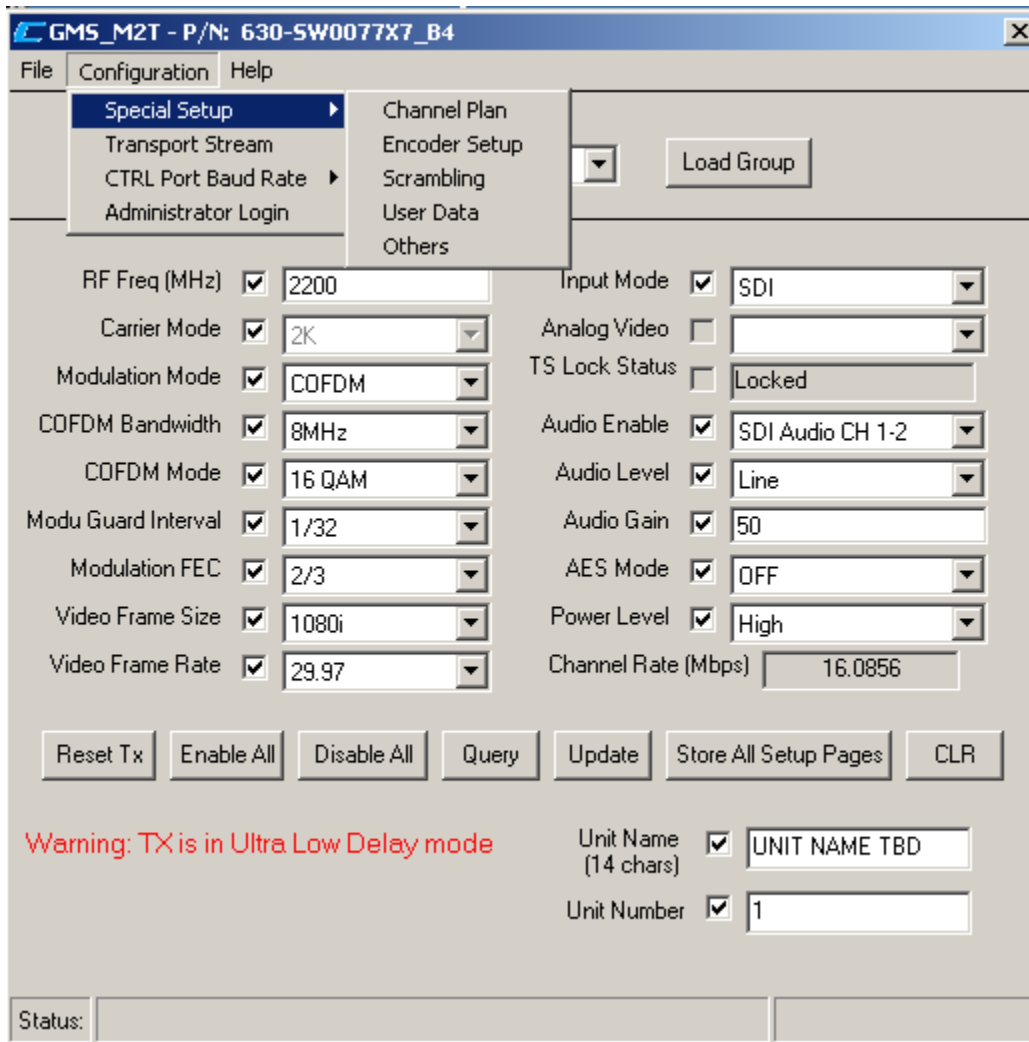 GMS_M2T - P/N: 630-SW0077X7_B4
File Configuration Help
Special Setup
Transport Stream
CTRL Port Baud Rate
Administrator Login
Channel Plan
Encoder Setup
Scrambling
User Data
Others
Load Group
RF Freq (MHz) 2200
Carrier Mode 2K
Modulation Mode COFDM
COFDM Bandwidth 8MHz
COFDM Mode 16 QAM
Modu Guard Interval 1/32
Modulation FEC 2/3
Video Frame Size 1080i
Video Frame Rate 29.97
Input Mode SDI
Analog Video
TS Lock Status Locked
Audio Enable SDI Audio CH 1-2
Audio Level Line
Audio Gain 50
AES Mode OFF
Power Level High
Channel Rate (Mbps) 16.0856
Reset Tx Enable All Disable All Query Update Store All Setup Pages CLR
Warning: TX is in Ultra Low Delay mode
Unit Name UNIT NAME TBD
(14 chars)
Unit Number 1
Status: